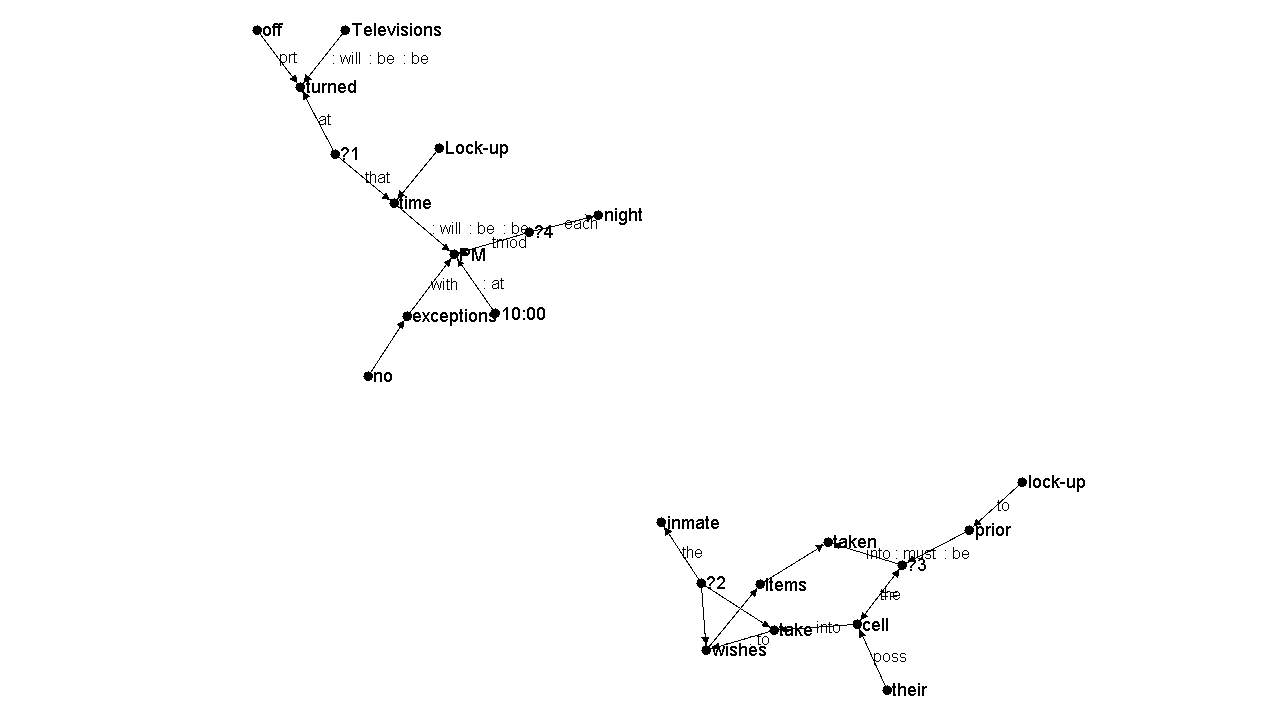 off
Televisions
prt
: will : be : be
turned
at
?1
Lock-up
that
time
night
each
: will : be : be
?4
tmod
PM
with
: at
exceptions
10:00
no
lock-up
to
inmate
prior
taken
the
into : must : be
?3
?2
items
the
take
into
cell
to
wishes
poss
their